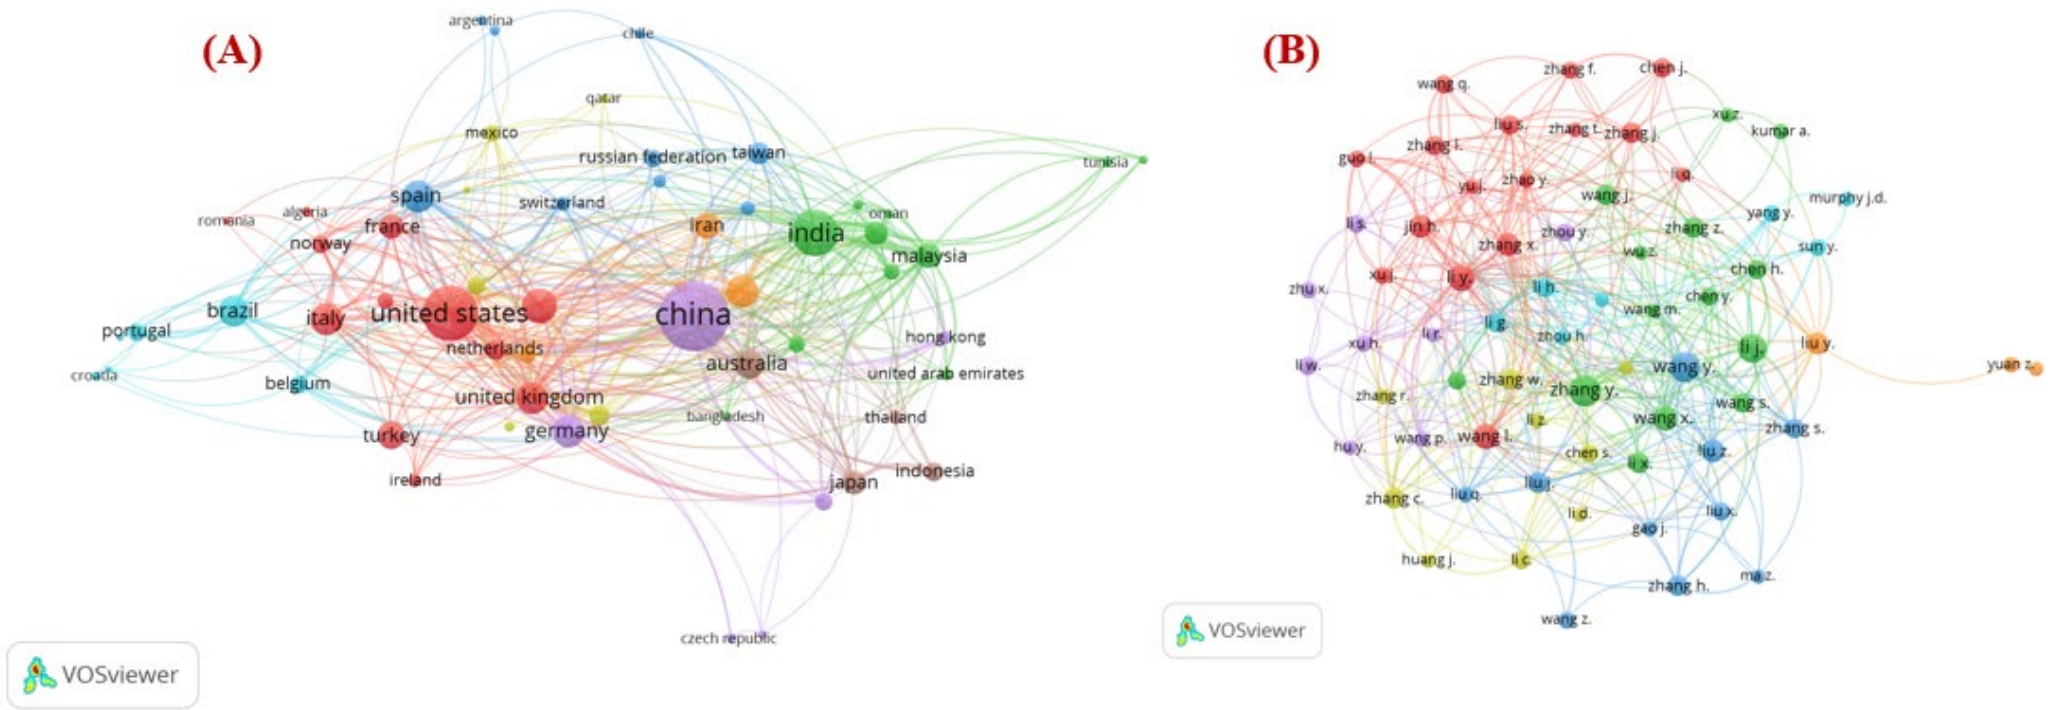 (A)
argentina
chile
qatar
mexico
russian federation
taiwan
tunisia
spain
switzerland
romania
algeria
france
iran
oman
india
norway
malaysia
brazil
portugal
italy
united states
china
netherlands
hong kong
croatia
belgium
australia
united arab emirates
united kingdom
bangladesh
thailand
turkey
germany
ireland
japan
indonesia
czech republic
VOSviewer
(B)
wang q.
zhang f.
chen j.
xu z.
liu s.
zhang t.
zhang j.
kumar a.
guo l.
zhang l.
yu j.
zhao y.
li q.
wang j.
murphy j.d.
yang y.
li s.
jin h.
zhou y.
zhang z.
zhang x.
wu z.
sun y.
xu j.
li y.
chen h.
zhu x.
li h.
chen y.
wang m.
li g.
xu h.
li r.
zhou h.
li j.
liu y.
li w.
wang y.
yuan z.
zhang r.
zhang w.
zhang y.
wang s.
li z.
wang x.
hu y.
wang p.
wang l.
zhang s.
chen s.
li x.
liu z.
zhang c.
liu q.
liu j.
li d.
liu x.
gao j.
huang j.
li c.
zhang h.
ma z.
wang z.
VOSviewer